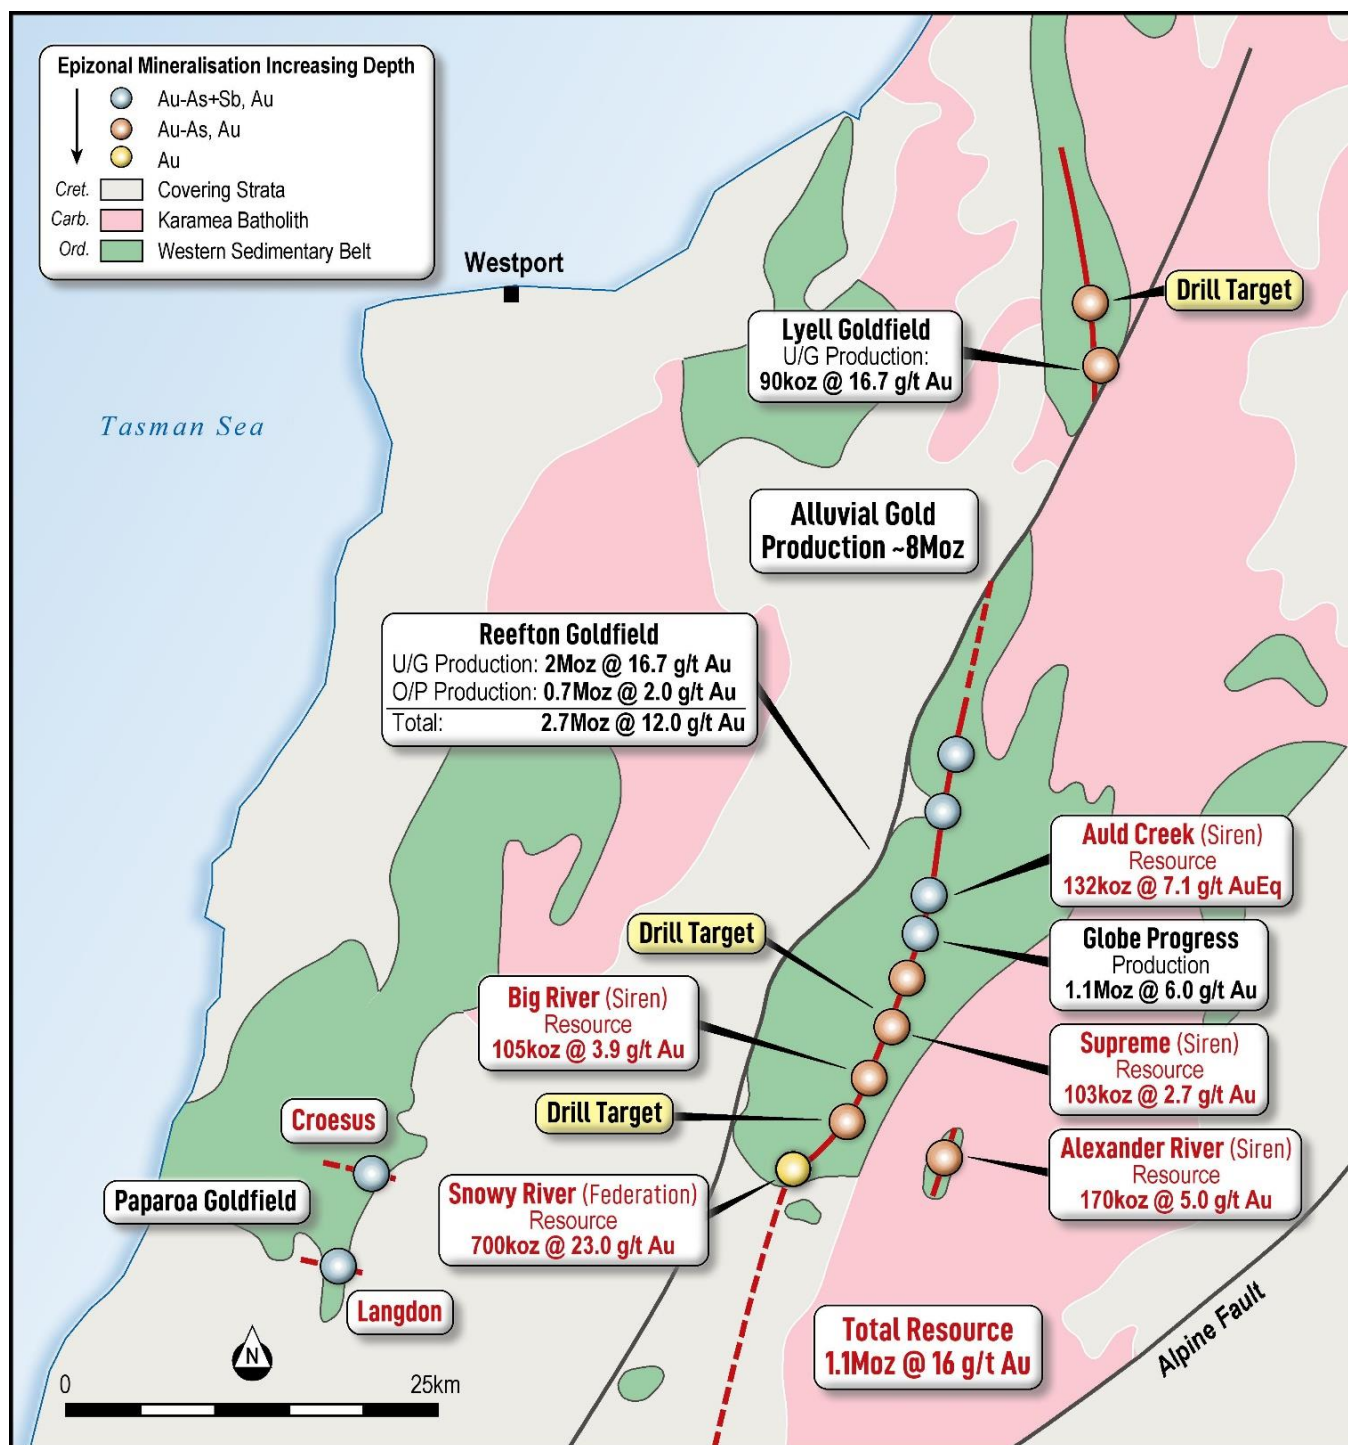 Epizonal Mineralisation Increasing Depth
Au-As+Sb, Au
Au-As, Au
Au
Cret. Covering Strata
Carb. Karamea Batholith
Ord. Western Sedimentary Belt
Westport
Drill Target
Lyell Goldfield
U/G Production:
90koz @ 16.7 g/t Au
Tasman Sea
Alluvial Gold
Production ~8Moz
Reefton Goldfield
U/G Production: 2Moz @ 16.7 g/t Au
O/P Production: 0.7Moz @ 2.0 g/t Au
Total: 2.7Moz @ 12.0 g/t Au
Auld Creek (Siren)
Resource
132koz @ 7.1 g/t AuEq
Drill Target
Globe Progress
Production
1.1Moz @ 6.0 g/t Au
Big River (Siren)
Resource
105koz @ 3.9 g/t Au
Supreme (Siren)
Resource
103koz @ 2.7 g/t Au
Drill Target
Croesus
Alexander River (Siren)
Resource
170koz @ 5.0 g/t Au
Paparoa Goldfield
Snowy River (Federation)
Resource
700koz @ 23.0 g/t Au
Langdon
Total Resource
1.1Moz @ 16 g/t Au
Alpine Fault
N
0 25km